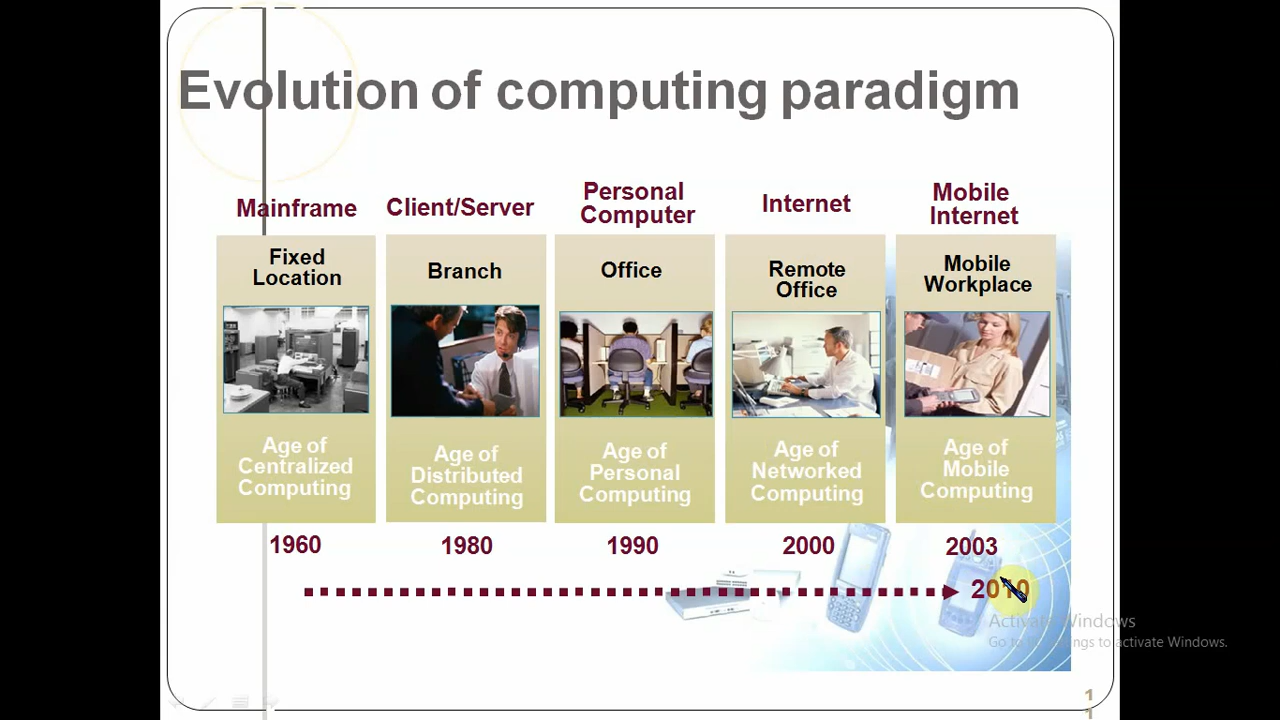 Evolution of computing paradigm
Mainframe
Client/Server
Personal
Computer
Internet
Mobile
Internet
Fixed
Location
Branch
Office
Remote
Office
Mobile
Workplace
Age of
Centralized
Computing
Age of
Distributed
Computing
Age of
Personal
Computing
Age of
Networked
Computing
Age of
Mobile
Computing
1960
1980
1990
2000
2003
2010
Activate Windows
Go to to activate Windows.
1
1